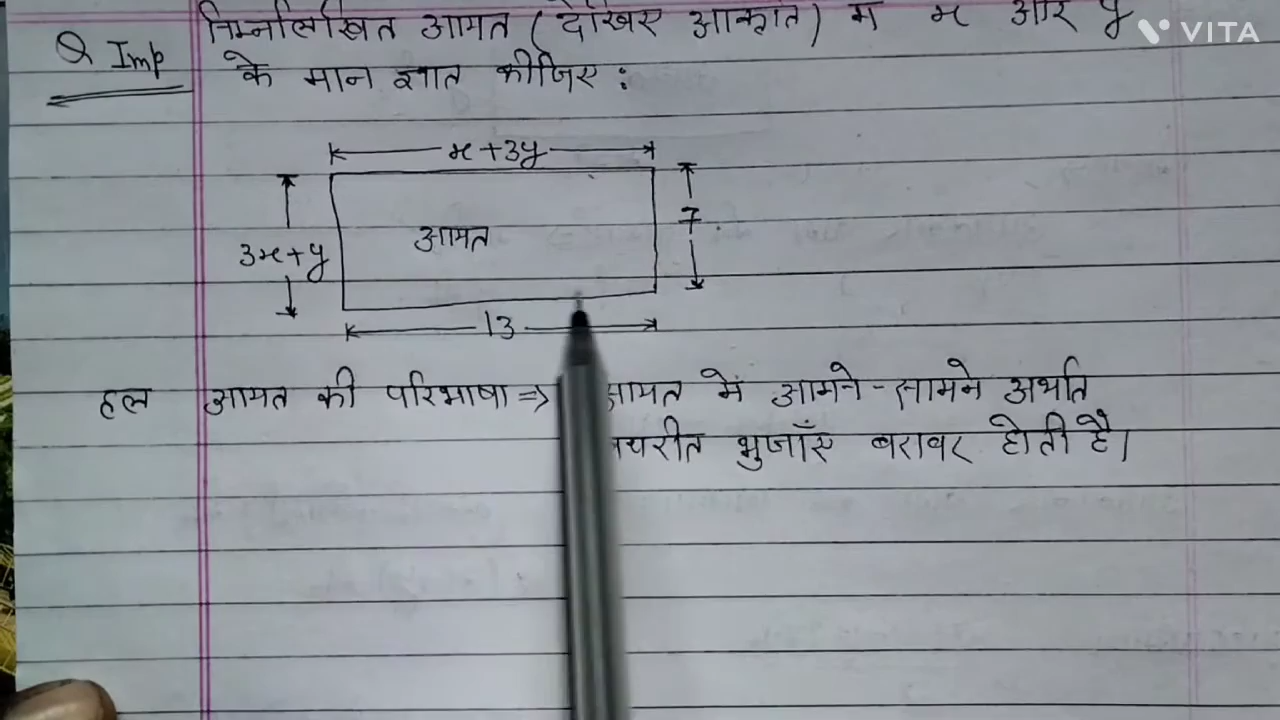 Q Imp
निम्नलिखित आयत (देखिए आकृति) में x और y
VITA
के मान ज्ञात कीजिए :
x+3y
3x+y
आयत
7
13
हल आयत की परिभाषा ⇒ आयत में आमने-सामने अर्थात
भुजाएँ बराबर होती है।